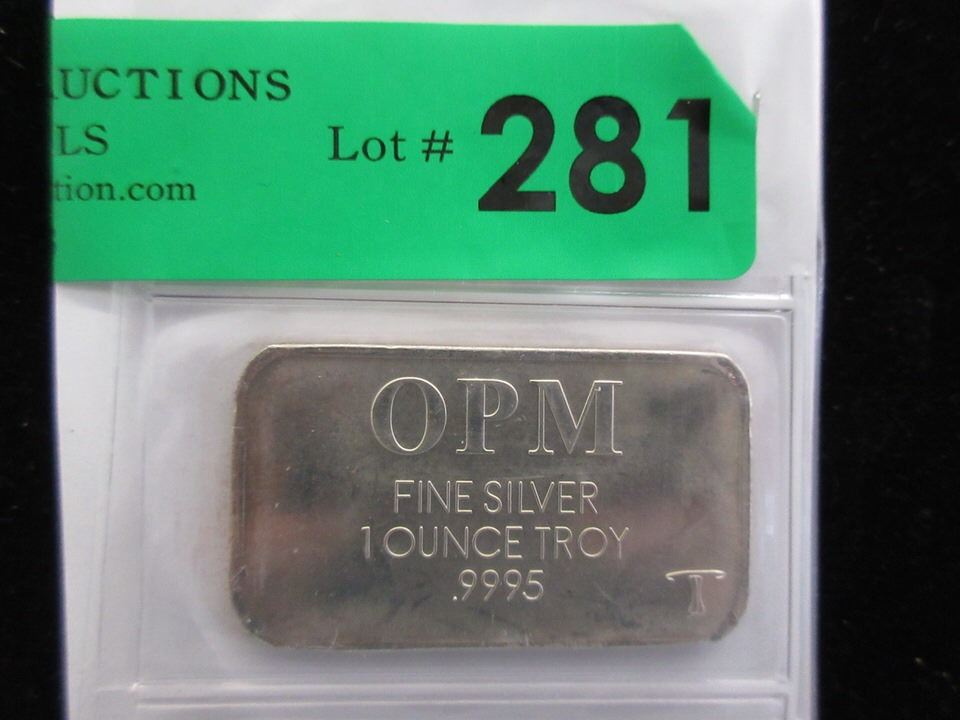 UCTIONS
LS
Lot # 281
tion.com
OPM
FINE SILVER
1 OUNCE TROY
.9995
T